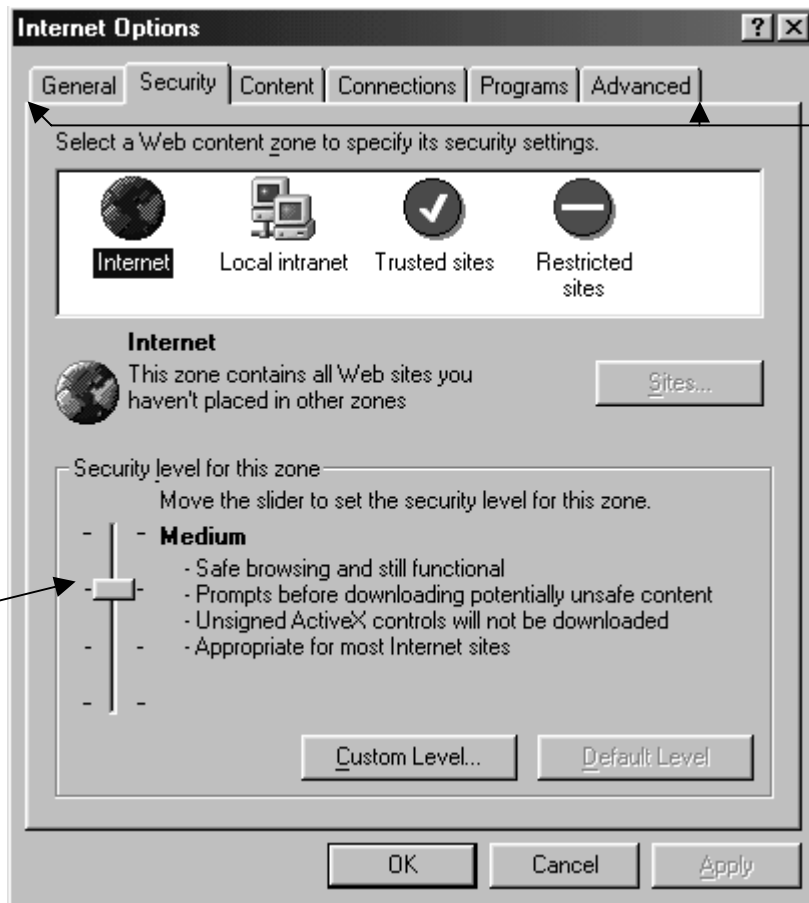 Internet Options
General Security Content Connections Programs Advanced
Select a Web content zone to specify its security settings.
Internet Local intranet Trusted sites Restricted
sites
Internet
This zone contains all Web sites you
haven't placed in other zones
Sites...
Security level for this zone
Move the slider to set the security level for this zone.
Medium
- Safe browsing and still functional
- Prompts before downloading potentially unsafe content
- Unsigned ActiveX controls will not be downloaded
- Appropriate for most Internet sites
Custom Level... Default Level
OK Cancel Apply